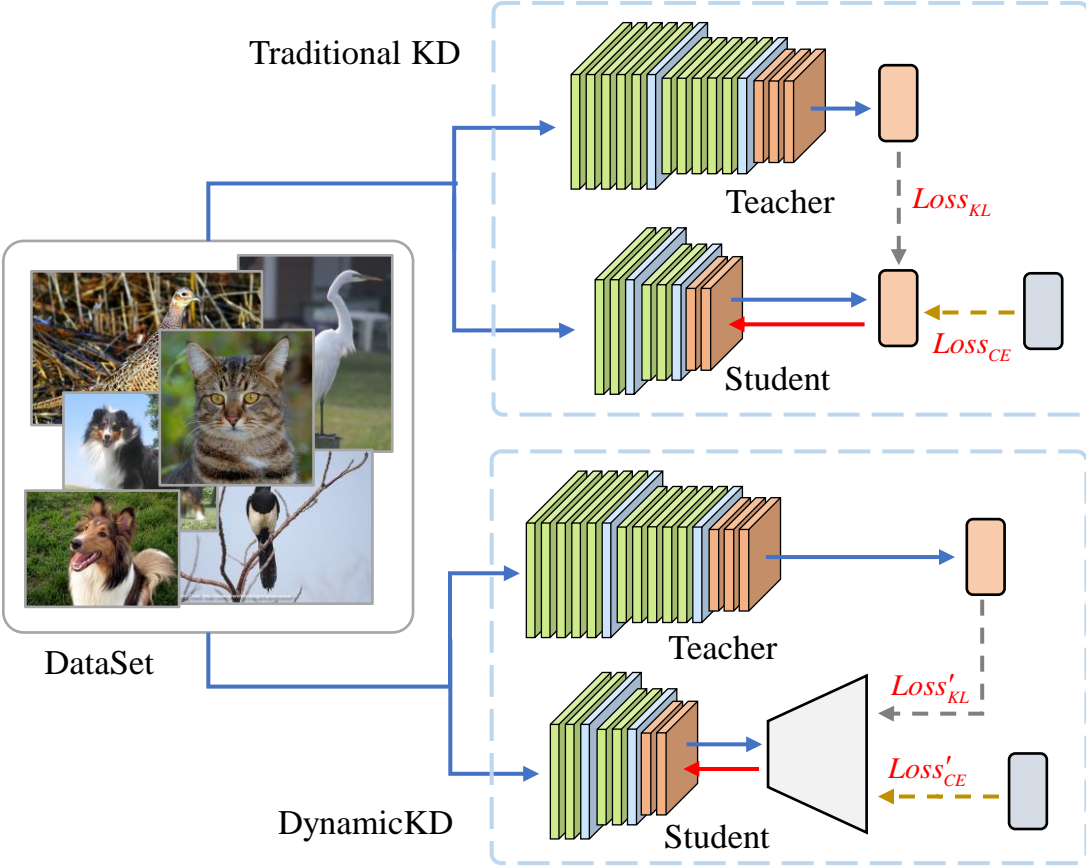 Traditional KD
Teacher
Loss_KL
Loss_CE
Student
DataSet
Teacher
Loss'_KL
Loss'_CE
DynamicKD
Student